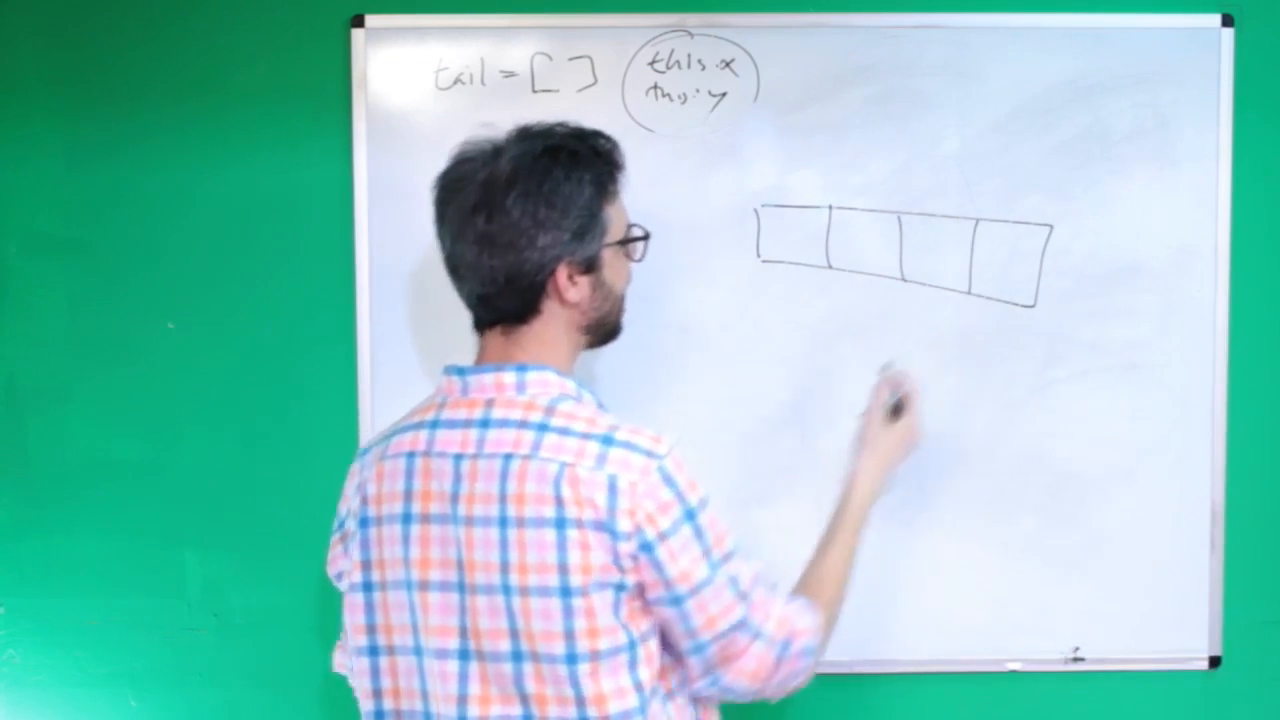 tail = [ ]
this.x
this.y